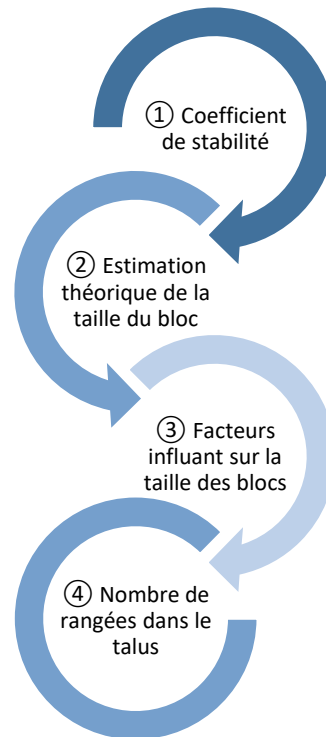 ① Coefficient
de stabilité
② Estimation
théorique de la
taille du bloc
③ Facteurs
influant sur la
taille des blocs
④ Nombre de
rangées dans le
talus